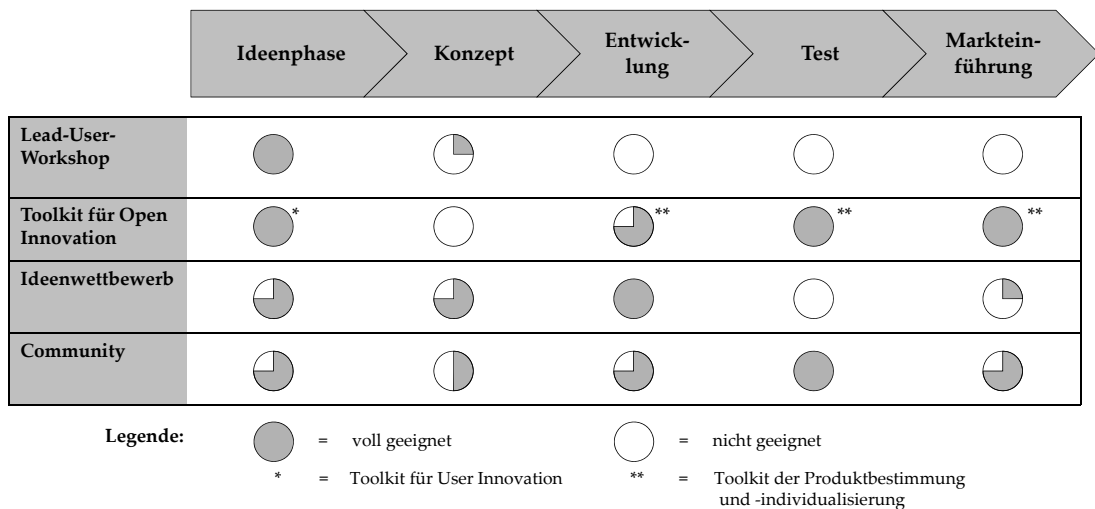 Ideenphase
Konzept
Entwick-
lung
Test
Markteinf-
führung
Lead-User-
Workshop
Toolkit für Open
Innovation
*
**
**
**
Ideenwettbewerb
Community
Legende:
= voll geeignet
= nicht geeignet
* = Toolkit für User Innovation
** = Toolkit der Produktbestimmung
und -individualisierung